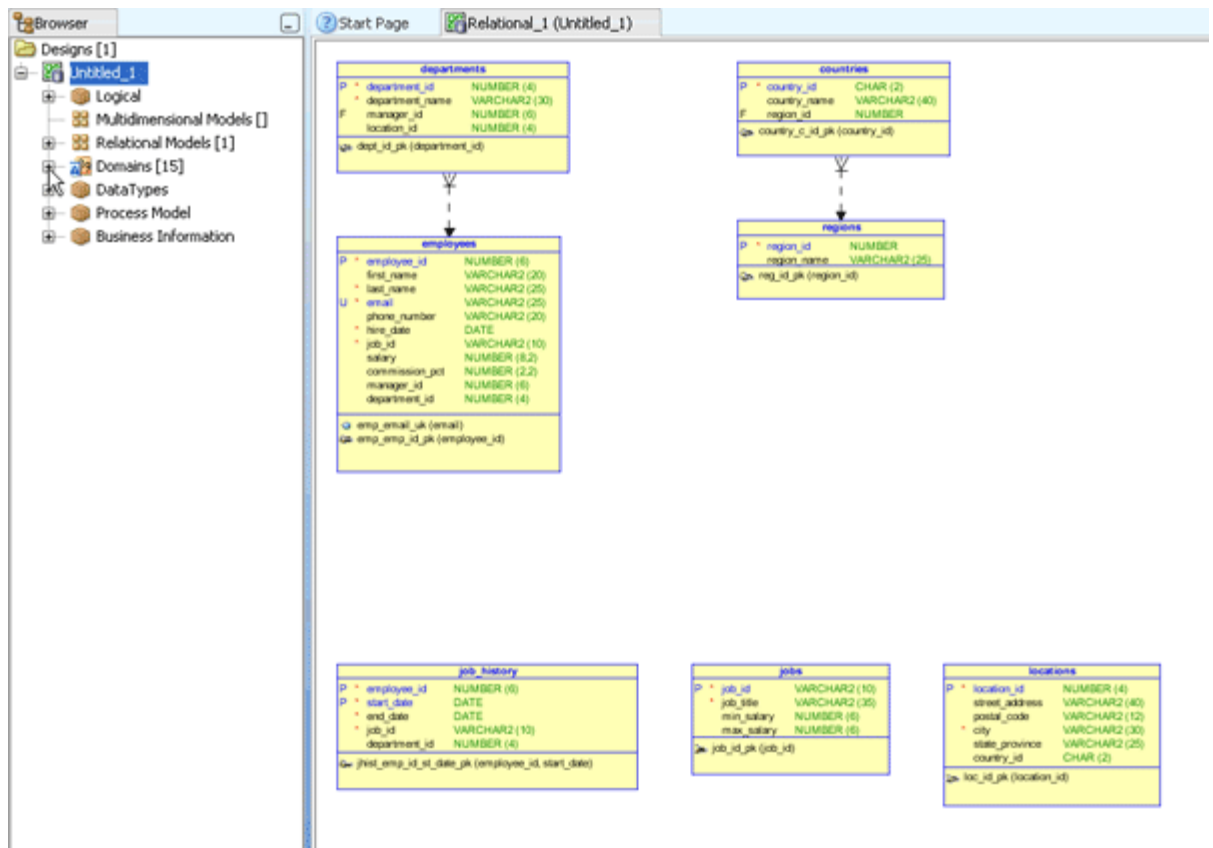 Browser
Start Page
Relational_1 (Untitled_1)
Designs [1]
Untitled_1
Logical
Multidimensional Models []
Relational Models [1]
Domains [15]
DataTypes
Process Model
Business Information
departments
P * department_id NUMBER (4)
* department_name VARCHAR2 (30)
F manager_id NUMBER (6)
location_id NUMBER (4)
dept_id_pk (department_id)
countries
P * country_id CHAR (2)
country_name VARCHAR2 (40)
F region_id NUMBER
country_c_id_pk (country_id)
employees
P * employee_id NUMBER (6)
first_name VARCHAR2 (20)
* last_name VARCHAR2 (25)
U * email VARCHAR2 (25)
phone_number VARCHAR2 (20)
* hire_date DATE
* job_id VARCHAR2 (10)
salary NUMBER (8,2)
commission_pct NUMBER (2,2)
manager_id NUMBER (6)
department_id NUMBER (4)
emp_email_uk (email)
emp_emp_id_pk (employee_id)
regions
P * region_id NUMBER
region_name VARCHAR2 (25)
reg_id_pk (region_id)
job_history
P * employee_id NUMBER (6)
P * start_date DATE
* end_date DATE
* job_id VARCHAR2 (10)
department_id NUMBER (4)
jhist_emp_id_st_date_pk (employee_id, start_date)
jobs
P * job_id VARCHAR2 (10)
* job_title VARCHAR2 (35)
min_salary NUMBER (6)
max_salary NUMBER (6)
job_id_pk (job_id)
locations
P * location_id NUMBER (4)
street_address VARCHAR2 (40)
postal_code VARCHAR2 (12)
* city VARCHAR2 (30)
state_province VARCHAR2 (25)
country_id CHAR (2)
loc_id_pk (location_id)